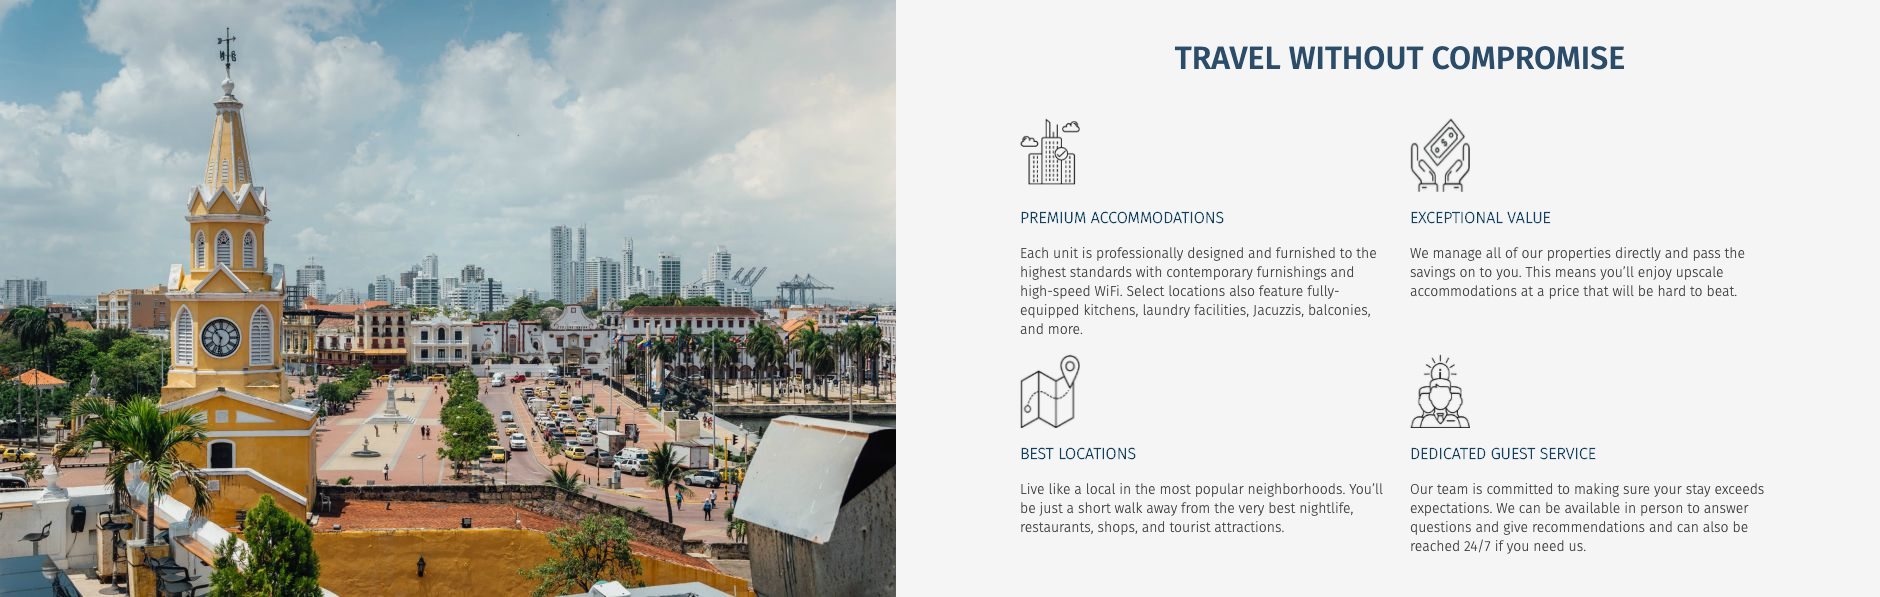 TRAVEL WITHOUT COMPROMISE
PREMIUM ACCOMMODATIONS
Each unit is professionally designed and furnished to the
highest standards with contemporary furnishings and
high-speed WiFi. Select locations also feature fully-
equipped kitchens, laundry facilities, Jacuzzis, balconies,
and more.
EXCEPTIONAL VALUE
We manage all of our properties directly and pass the
savings on to you. This means you’ll enjoy upscale
accommodations at a price that will be hard to beat.
BEST LOCATIONS
Live like a local in the most popular neighborhoods. You’ll
be just a short walk away from the very best nightlife,
restaurants, shops, and tourist attractions.
DEDICATED GUEST SERVICE
Our team is committed to making sure your stay exceeds
expectations. We can be available in person to answer
questions and give recommendations and can also be
reached 24/7 if you need us.